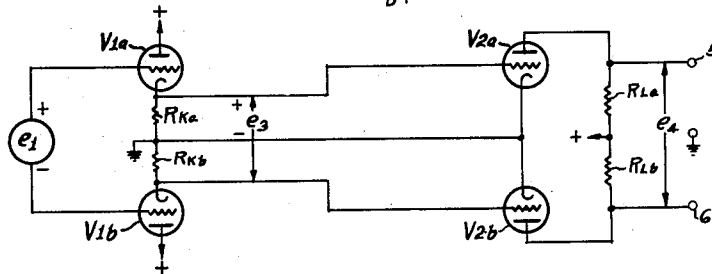 +
V1a
V2a
5
+
e1
-
RKa
+
e3
-
RLa
+
e4
RKb
RLb
V1b
V2b
6
+